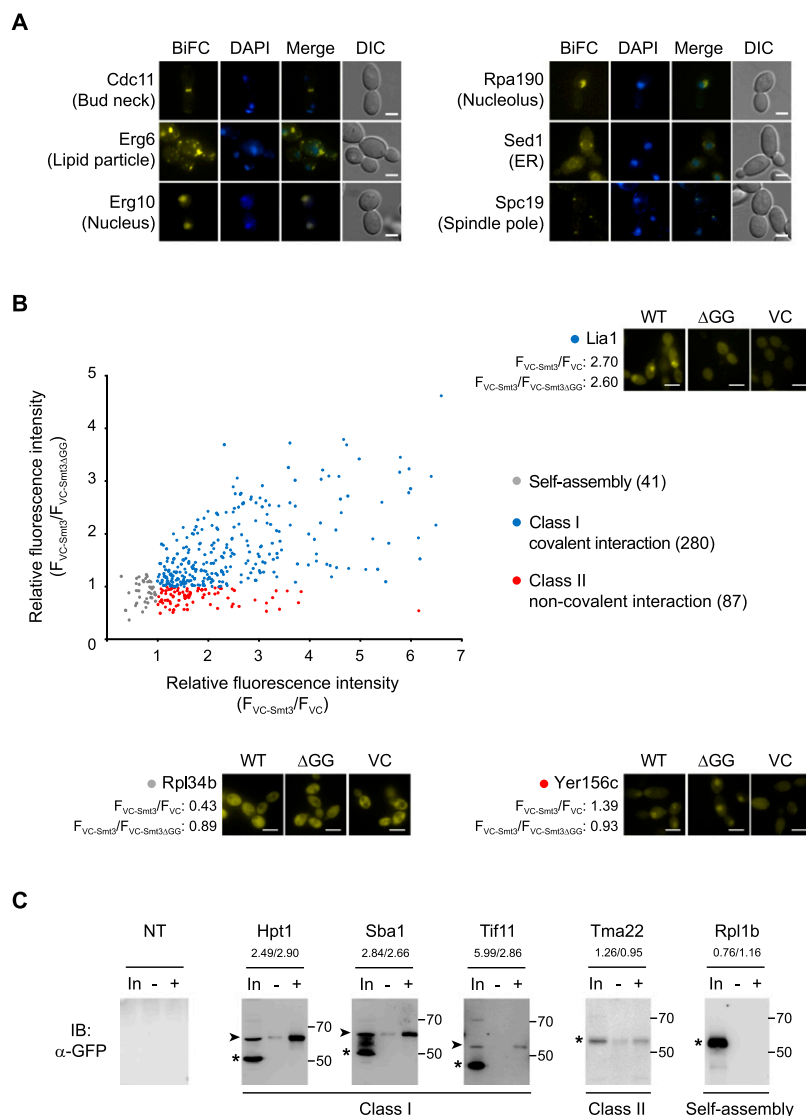 A
BiFC DAPI Merge DIC
Cdc11
(Bud neck)
Erg6
(Lipid particle)
Erg10
(Nucleus)
BiFC DAPI Merge DIC
Rpa190
(Nucleolus)
Sed1
(ER)
Spc19
(Spindle pole)
B
WT ΔGG VC
Lia1
FVC-Smt3/FVC: 2.70
FVC-Smt3/FVC-Smt3ΔGG: 2.60
Relative fluorescence intensity
(FVC-Smt3/FVC-Smt3ΔGG)
5
4
3
2
1
0
1 2 3 4 5 6 7
Relative fluorescence intensity
(FVC-Smt3/FVC)
Self-assembly (41)
Class I
covalent interaction (280)
Class II
non-covalent interaction (87)
WT ΔGG VC
Rpl34b
FVC-Smt3/FVC: 0.43
FVC-Smt3/FVC-Smt3ΔGG: 0.89
WT ΔGG VC
Yer156c
FVC-Smt3/FVC: 1.39
FVC-Smt3/FVC-Smt3ΔGG: 0.93
C
NT Hpt1 Sba1 Tif11 Tma22 Rpl1b
2.49/2.90 2.84/2.66 5.99/2.86 1.26/0.95 0.76/1.16
In - + In - + In - + In - + In - + In - +
IB:
α-GFP
-70 -70 -70 -70 -70
* * * * *
-50 -50 -50 -50 -50
Class I Class II Self-assembly